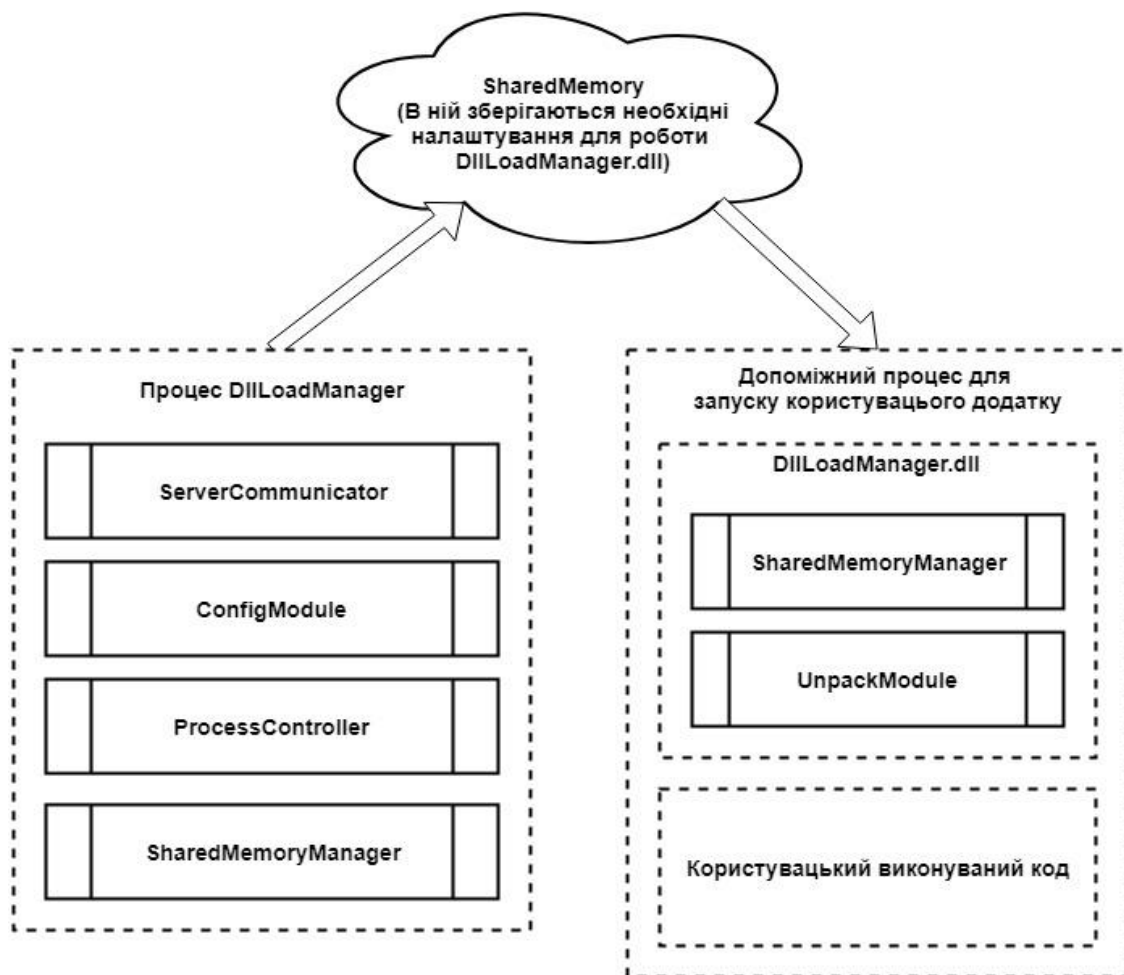 SharedMemory
(В ній зберігаються необхідні
налаштування для роботи
DllLoadManager.dll)
Процес DllLoadManager
ServerCommunicator
ConfigModule
ProcessController
SharedMemoryManager
Допоміжний процес для
запуску користувацього додатку
DllLoadManager.dll
SharedMemoryManager
UnpackModule
Користувацький виконуваний код